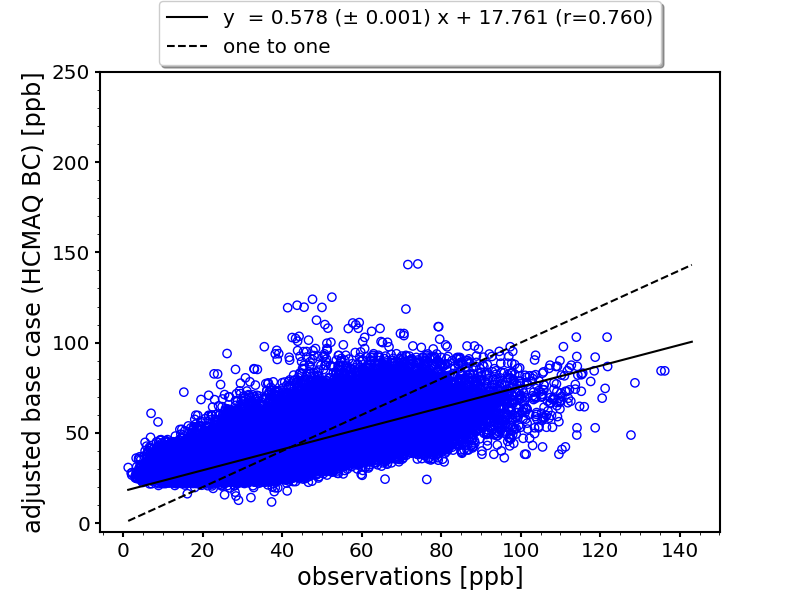 y = 0.578 (± 0.001) x + 17.761 (r=0.760)
one to one
250
200
150
100
50
0
adjusted base case (HCMAQ BC) [ppb]
0 20 40 60 80 100 120 140
observations [ppb]